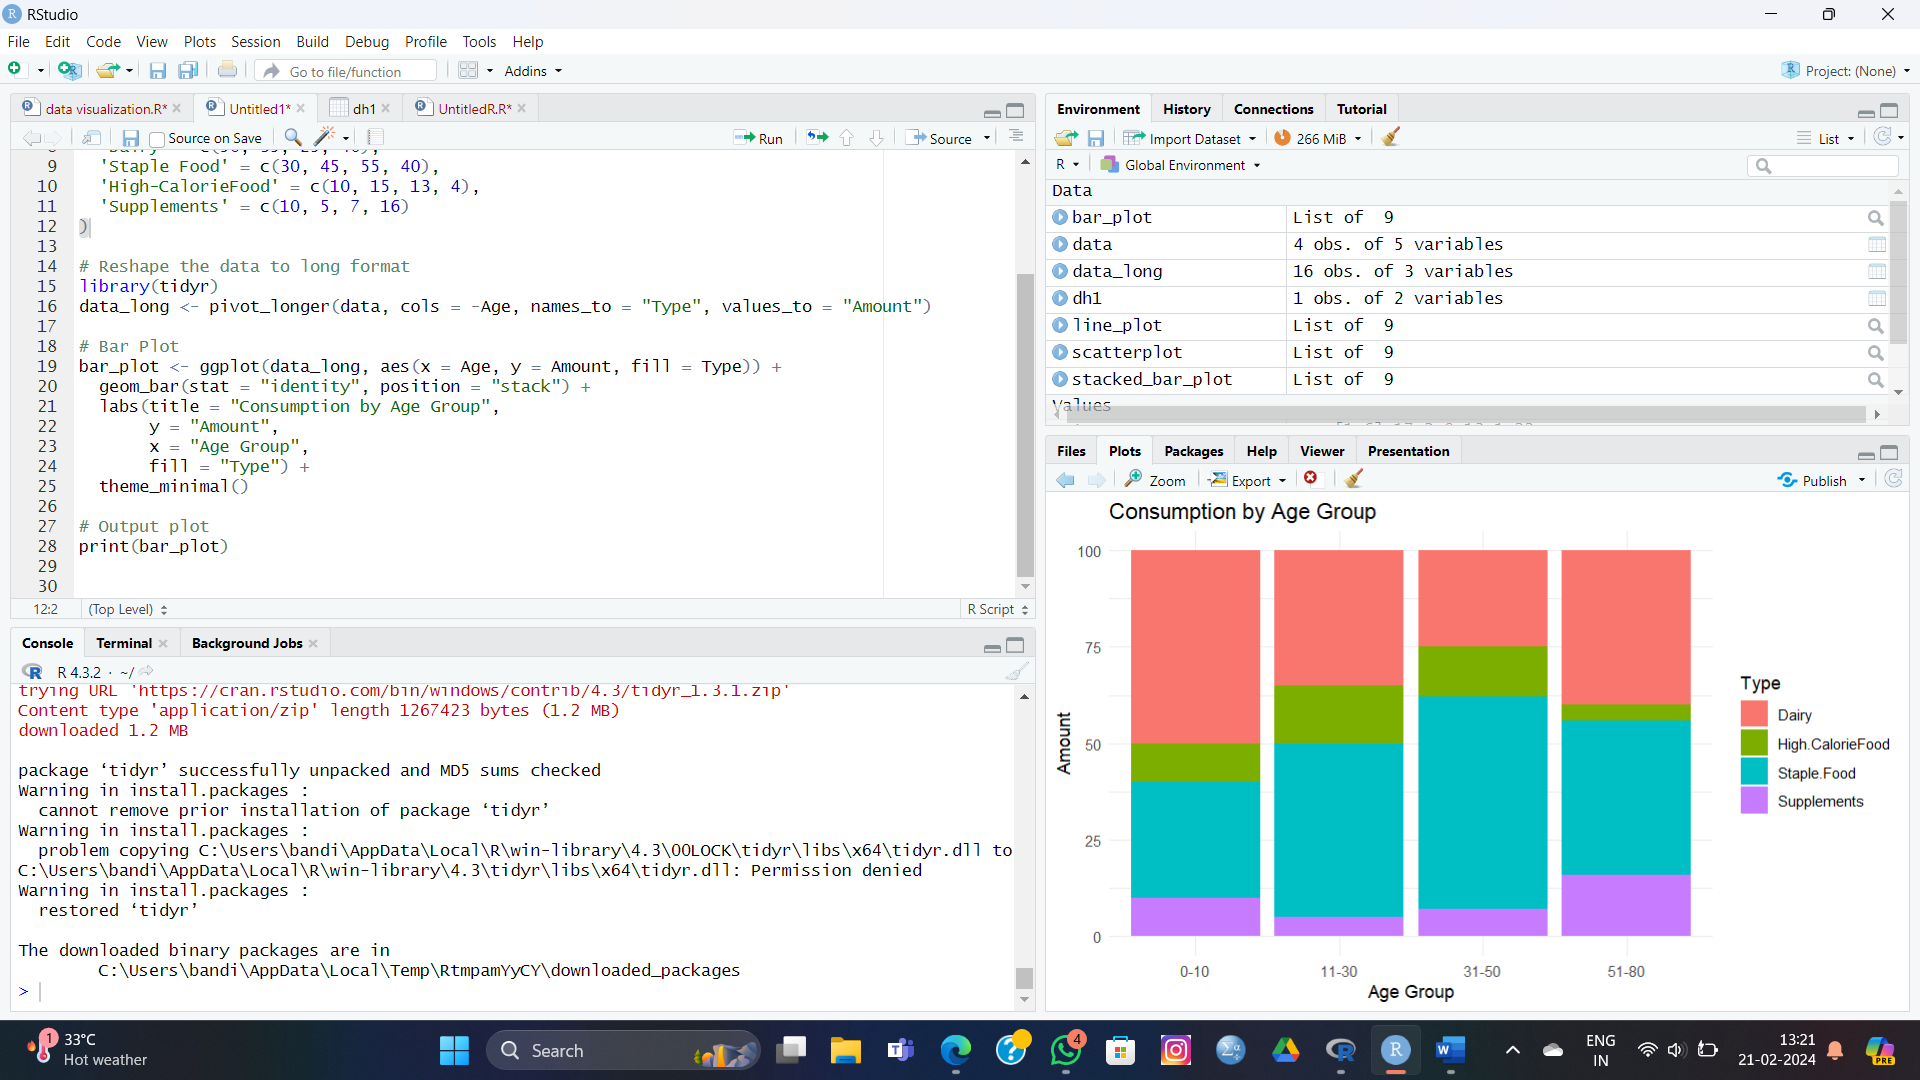 RStudio
File Edit Code View Plots Session Build Debug Profile Tools Help
Go to file/function Addins Project: (None)
data visualization.R* Untitled1* dh1 UntitledR.R*
Source on Save Run Source
9 'Staple Food' = c(30, 45, 55, 40),
10 'High-CalorieFood' = c(10, 15, 13, 4),
11 'Supplements' = c(10, 5, 7, 16)
12 )
13
14 # Reshape the data to long format
15 library(tidyr)
16 data_long <- pivot_longer(data, cols = -Age, names_to = "Type", values_to = "Amount")
17
18 # Bar Plot
19 bar_plot <- ggplot(data_long, aes(x = Age, y = Amount, fill = Type)) +
20 geom_bar(stat = "identity", position = "stack") +
21 labs(title = "Consumption by Age Group",
22 y = "Amount",
23 x = "Age Group",
24 fill = "Type") +
25 theme_minimal()
26
27 # Output plot
28 print(bar_plot)
29
30
12:2 (Top Level) R Script
Console Terminal Background Jobs
R 4.3.2 · ~/
trying URL 'https://cran.rstudio.com/bin/windows/contrib/4.3/tidyr_1.3.1.zip'
Content type 'application/zip' length 1267423 bytes (1.2 MB)
downloaded 1.2 MB
package ‘tidyr’ successfully unpacked and MD5 sums checked
Warning in install.packages :
cannot remove prior installation of package ‘tidyr’
Warning in install.packages :
problem copying C:\Users\bandi\AppData\Local\R\win-library\4.3\00LOCK\tidyr\libs\x64\tidyr.dll to
C:\Users\bandi\AppData\Local\R\win-library\4.3\tidyr\libs\x64\tidyr.dll: Permission denied
Warning in install.packages :
restored ‘tidyr’
The downloaded binary packages are in
C:\Users\bandi\AppData\Local\Temp\RtmpamYyCY\downloaded_packages
>
Environment History Connections Tutorial
Import Dataset 266 MiB List
R Global Environment
Data
bar_plot List of 9
data 4 obs. of 5 variables
data_long 16 obs. of 3 variables
dh1 1 obs. of 2 variables
line_plot List of 9
scatterplot List of 9
stacked_bar_plot List of 9
Values
Files Plots Packages Help Viewer Presentation
Zoom Export Publish
Consumption by Age Group
100
75
50
25
0
Amount
0-10 11-30 31-50 51-80
Age Group
Type
Dairy
High.CalorieFood
Staple.Food
Supplements
1 33°C
Hot weather
Search
4
ENG
IN
13:21
21-02-2024
PRE